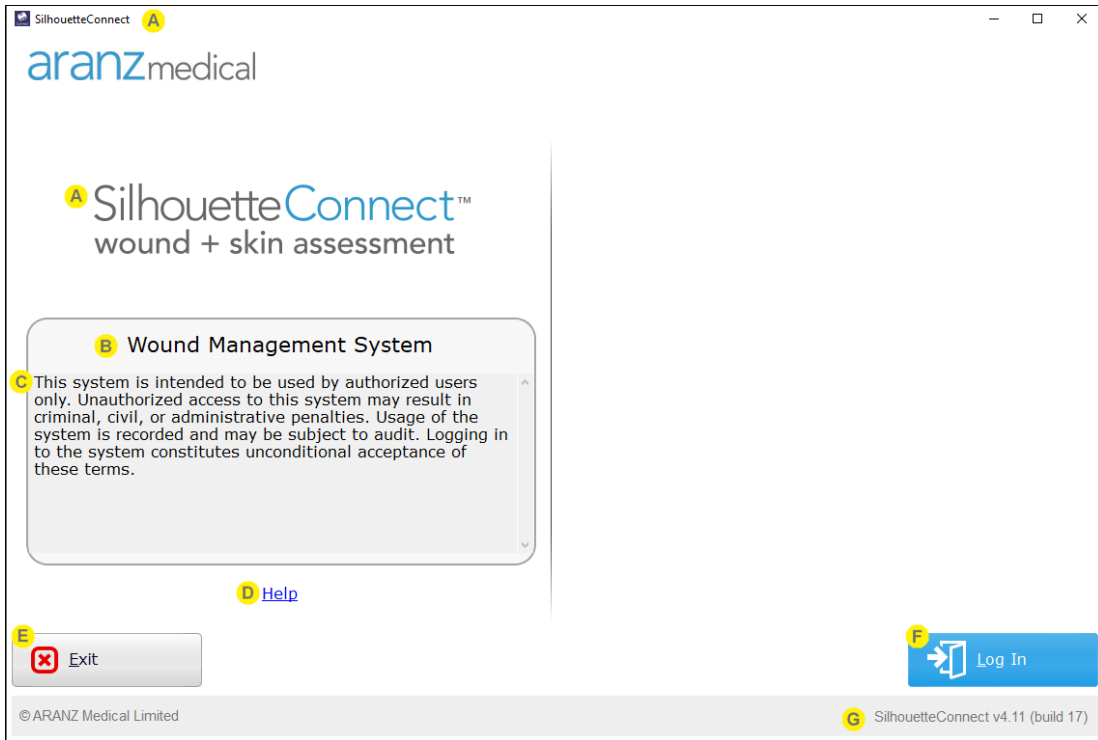 SilhouetteConnect A
aranzmedical
A SilhouetteConnect™
wound + skin assessment
B Wound Management System
C This system is intended to be used by authorized users
only. Unauthorized access to this system may result in
criminal, civil, or administrative penalties. Usage of the
system is recorded and may be subject to audit. Logging in
to the system constitutes unconditional acceptance of
these terms.
D Help
E
Exit
F
Log In
© ARANZ Medical Limited
G SilhouetteConnect v4.11 (build 17)